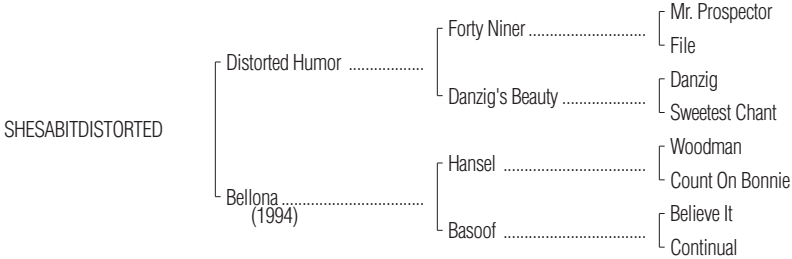 Mr. Prospector
Forty Niner ..........................
File
Distorted Humor ..................
Danzig
Danzig's Beauty ....................
Sweetest Chant
SHESABITDISTORTED
Woodman
Hansel ..................................
Count On Bonnie
Bellona ..................................
(1994)
Believe It
Basoof ..................................
Continual